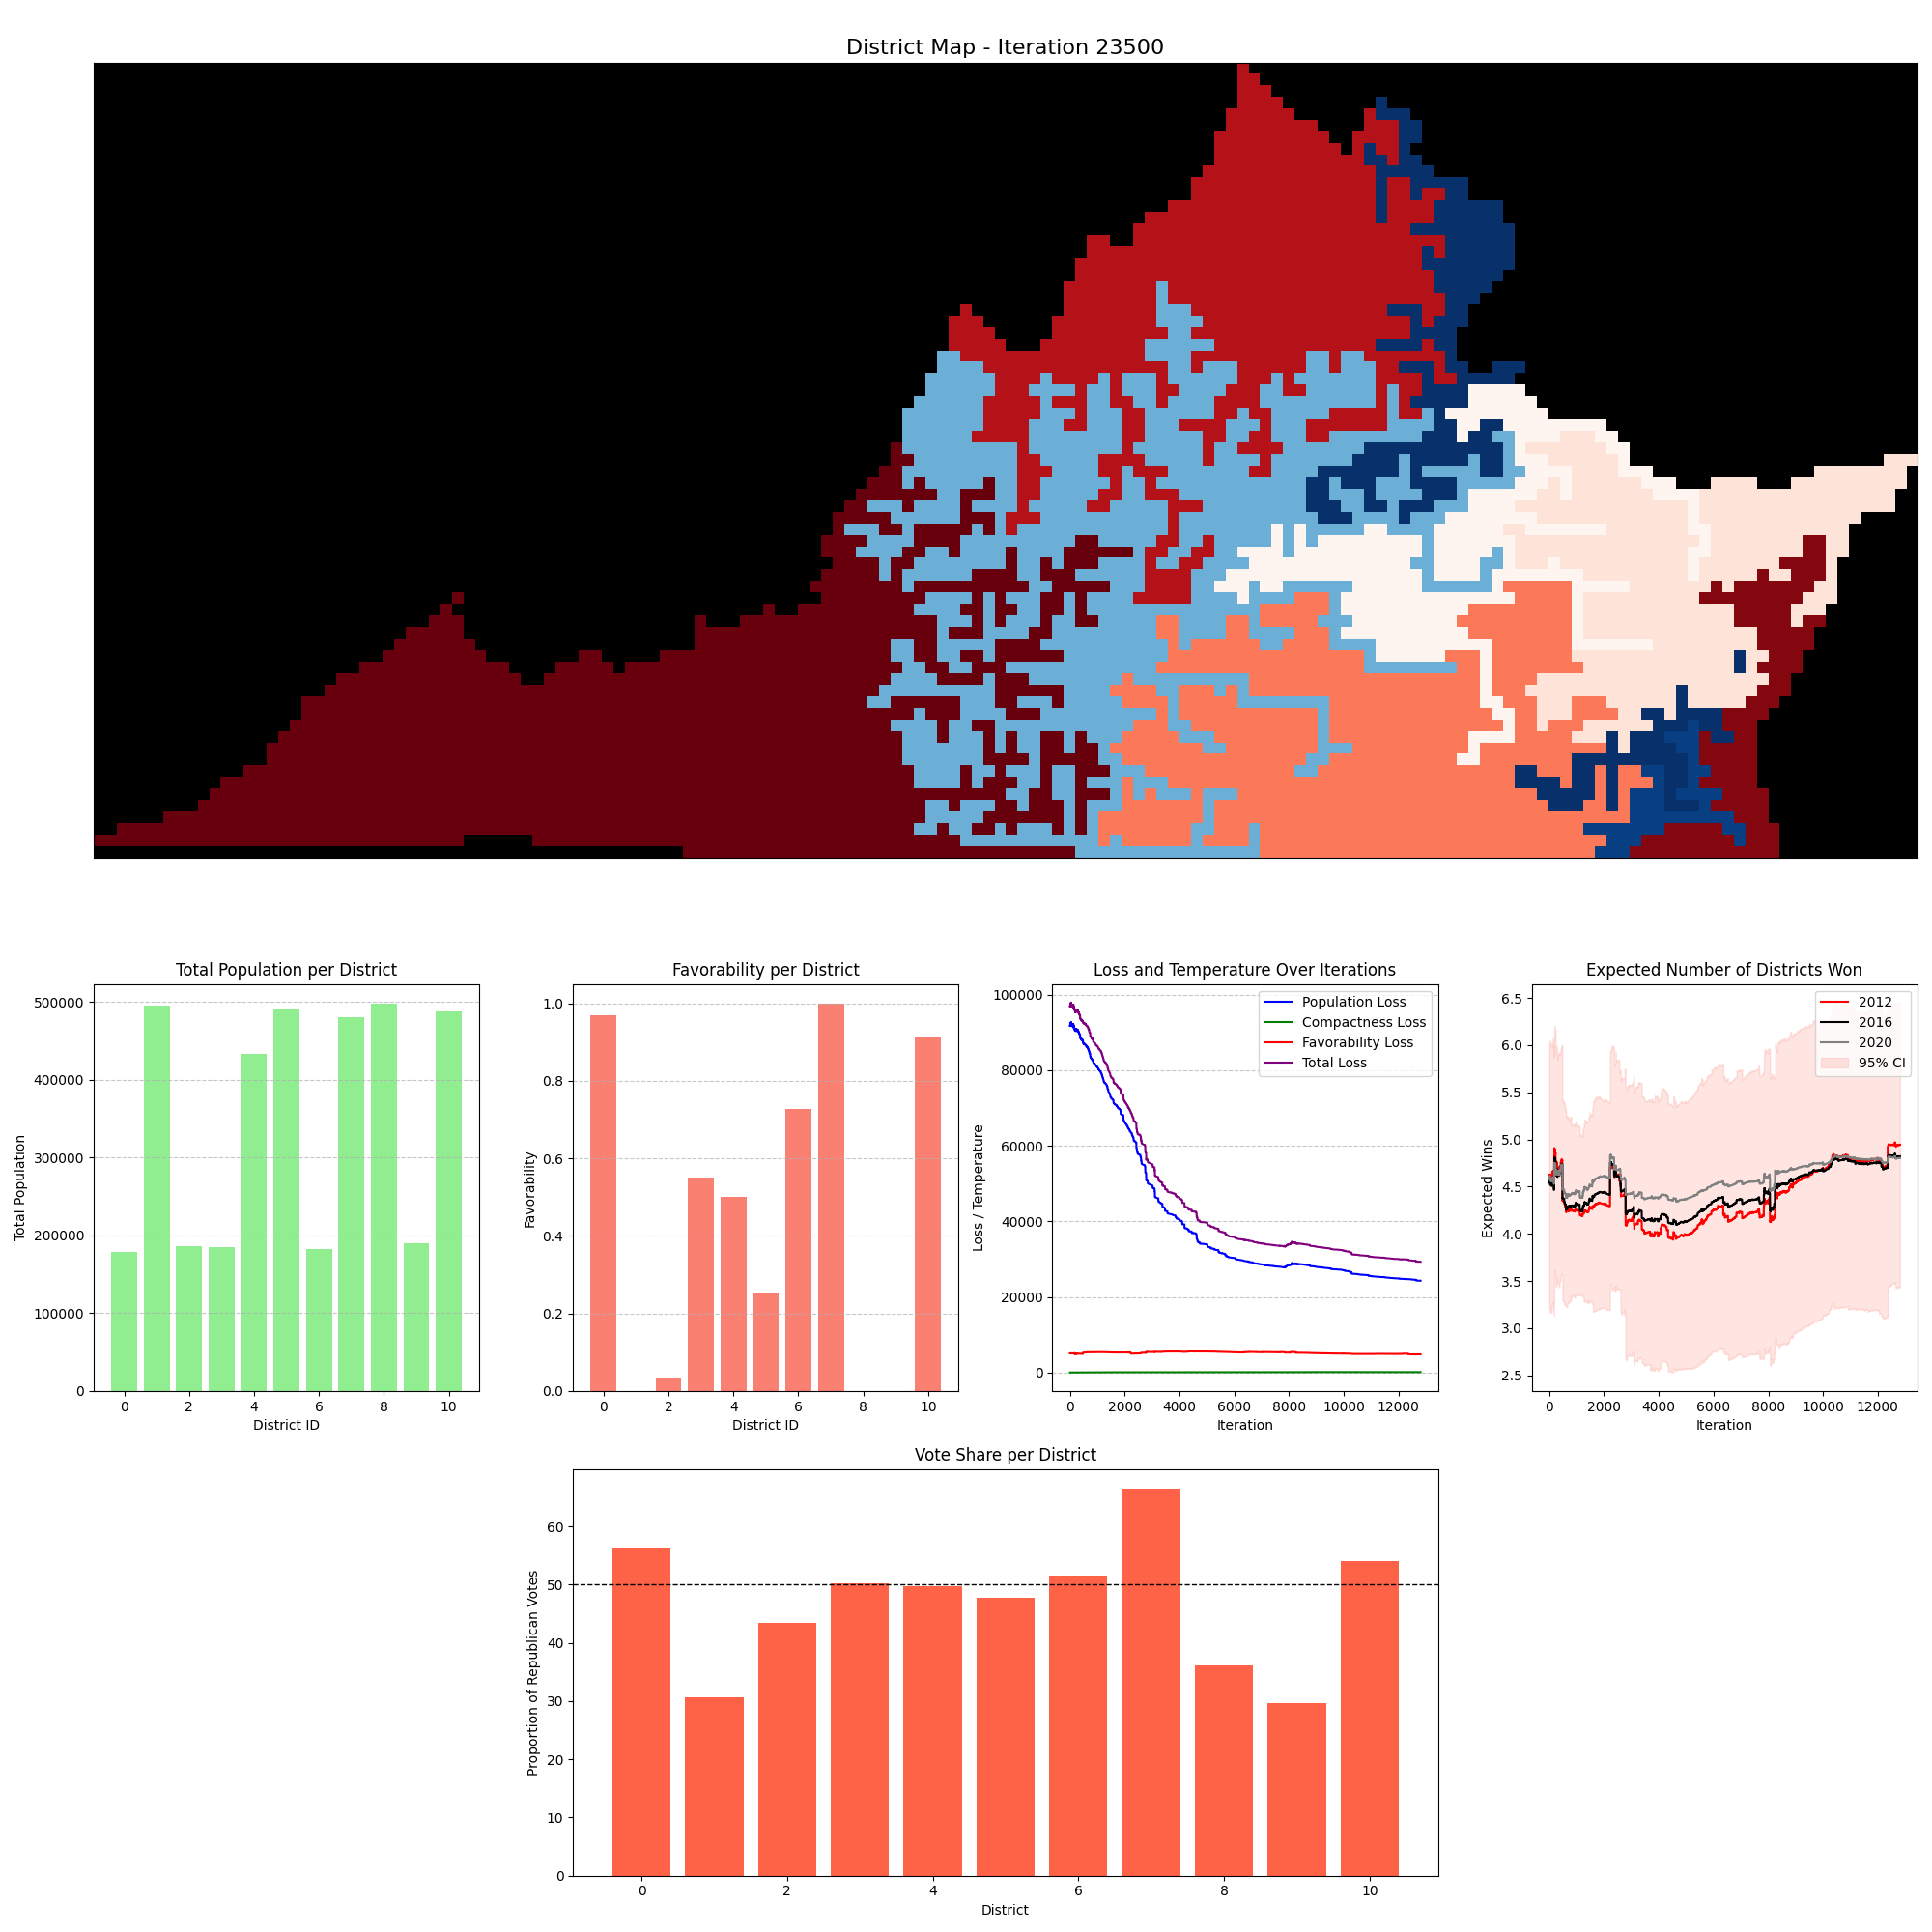 District Map - Iteration 23500
Total Population per District
Total Population
500000
400000
300000
200000
100000
0
0 2 4 6 8 10
District ID
Favorability per District
Favorability
1.0
0.8
0.6
0.4
0.2
0.0
0 2 4 6 8 10
District ID
Loss and Temperature Over Iterations
Loss / Temperature
100000
80000
60000
40000
20000
0
Population Loss
Compactness Loss
Favorability Loss
Total Loss
0 2000 4000 6000 8000 10000 12000
Iteration
Expected Number of Districts Won
Expected Wins
6.5
6.0
5.5
5.0
4.5
4.0
3.5
3.0
2.5
2012
2016
2020
95% CI
0 2000 4000 6000 8000 10000 12000
Iteration
Vote Share per District
Proportion of Republican Votes
60
50
40
30
20
10
0
0 2 4 6 8 10
District